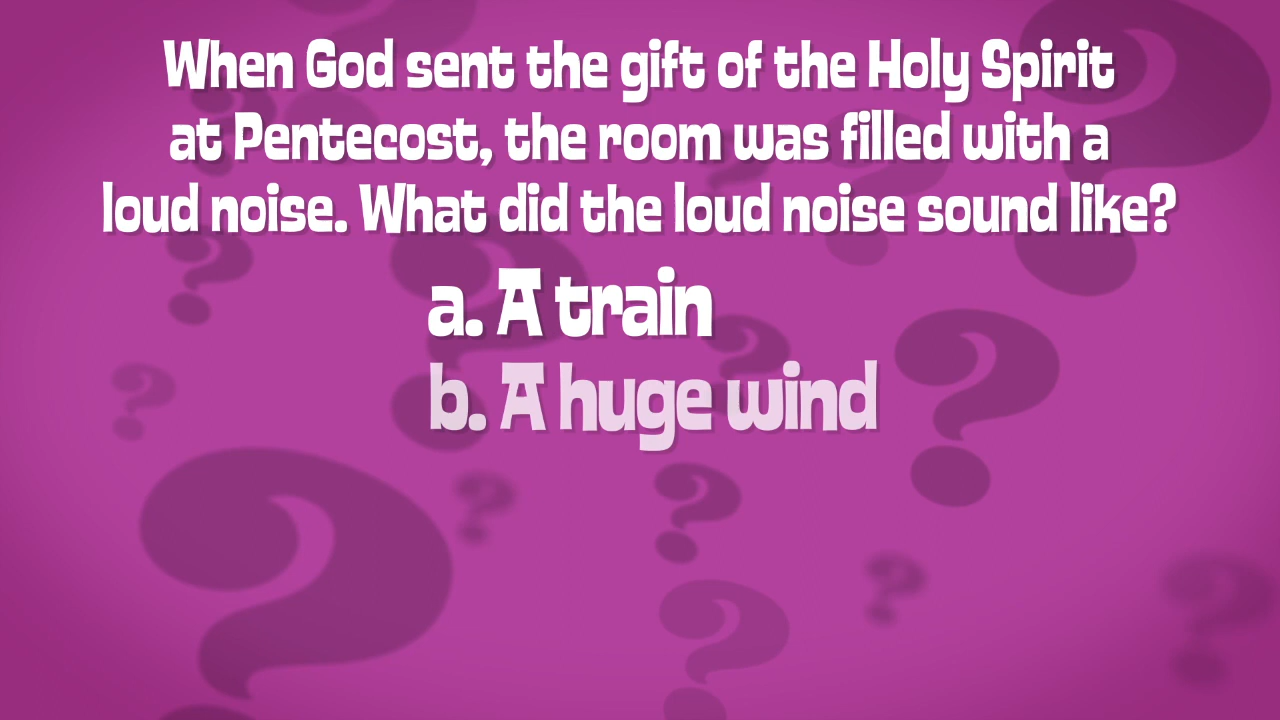 When God sent the gift of the Holy Spirit
at Pentecost, the room was filled with a
loud noise. What did the loud noise sound like?
a. A train
b. A huge wind